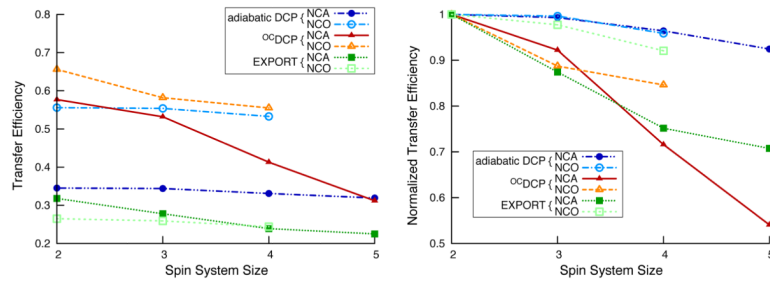 0.8
0.7
0.6
0.5
0.4
0.3
0.2
Transfer Efficiency
adiabatic DCP { NCA
NCO
OCDCP { NCA
NCO
EXPORT { NCA
NCO
2 3 4 5
Spin System Size
1
0.9
0.8
0.7
0.6
0.5
Normalized Transfer Efficiency
adiabatic DCP { NCA
NCO
OCDCP { NCA
NCO
EXPORT { NCA
NCO
2 3 4 5
Spin System Size